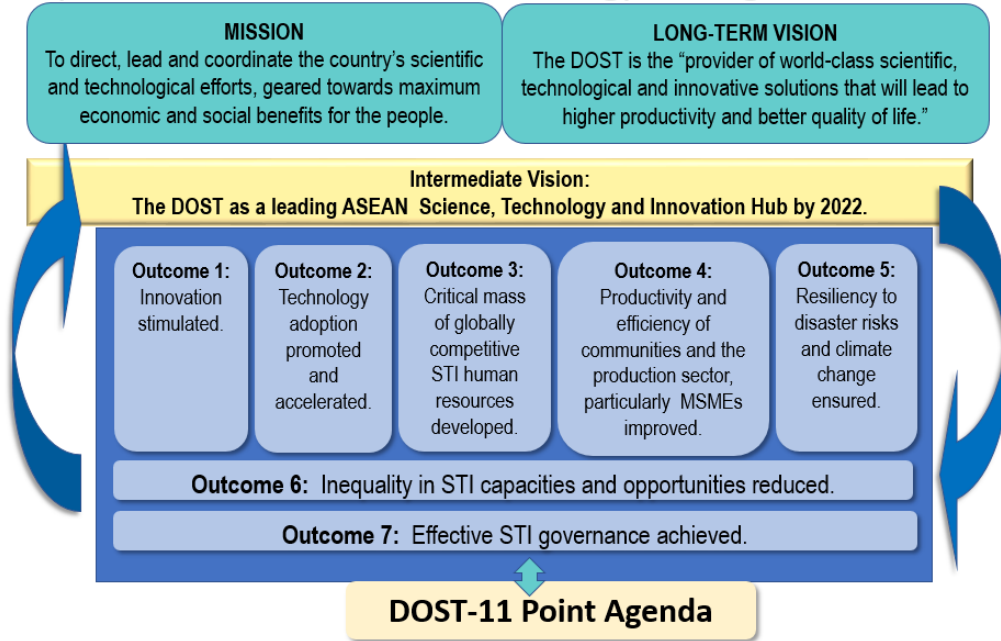 MISSION
To direct, lead and coordinate the country's scientific
and technological efforts, geared towards maximum
economic and social benefits for the people.
LONG-TERM VISION
The DOST is the “provider of world-class scientific,
technological and innovative solutions that will lead to
higher productivity and better quality of life.”
Intermediate Vision:
The DOST as a leading ASEAN Science, Technology and Innovation Hub by 2022.
Outcome 1:
Innovation
stimulated.
Outcome 2:
Technology
adoption
promoted
and
accelerated.
Outcome 3:
Critical mass
of globally
competitive
STI human
resources
developed.
Outcome 4:
Productivity and
efficiency of
communities and the
production sector,
particularly MSMEs
improved.
Outcome 5:
Resiliency to
disaster risks
and climate
change
ensured.
Outcome 6: Inequality in STI capacities and opportunities reduced.
Outcome 7: Effective STI governance achieved.
DOST-11 Point Agenda